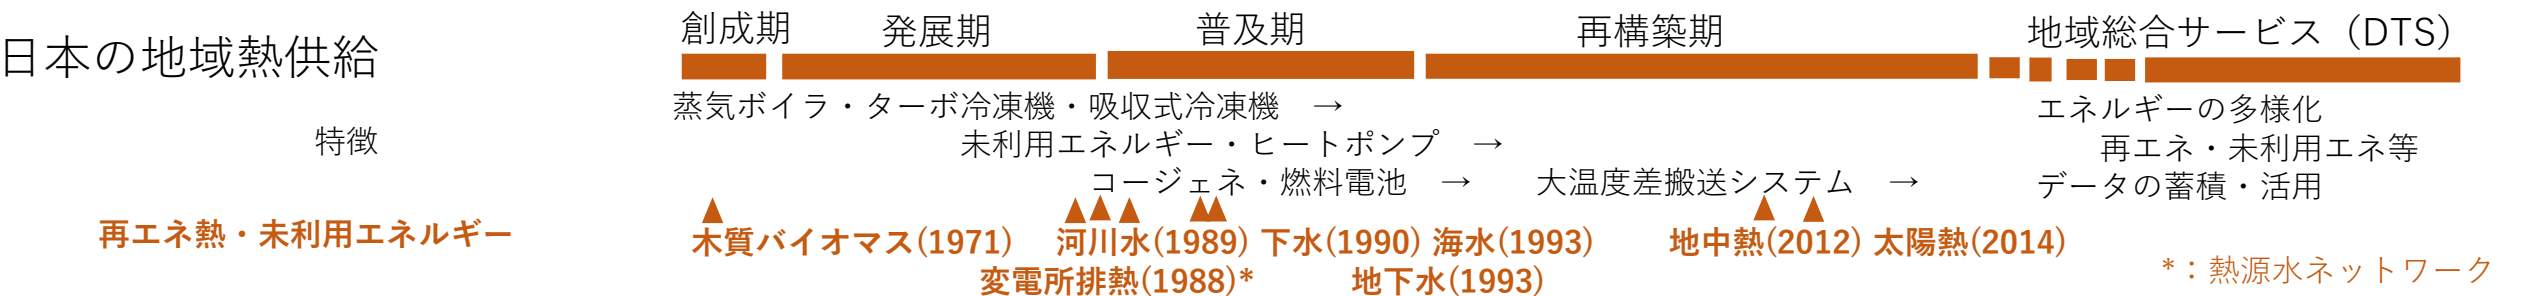 創成期 発展期 普及期 再構築期 地域総合サービス（DTS）
日本の地域熱供給
蒸気ボイラ・ターボ冷凍機・吸収式冷凍機 → エネルギーの多様化
特徴 未利用エネルギー・ヒートポンプ → 再エネ・未利用エネ等
コージェネ・燃料電池 → 大温度差搬送システム → データの蓄積・活用
再エネ熱・未利用エネルギー 木質バイオマス(1971) 河川水(1989) 下水(1990) 海水(1993) 地中熱(2012) 太陽熱(2014)
変電所排熱(1988)* 地下水(1993) *：熱源水ネットワーク